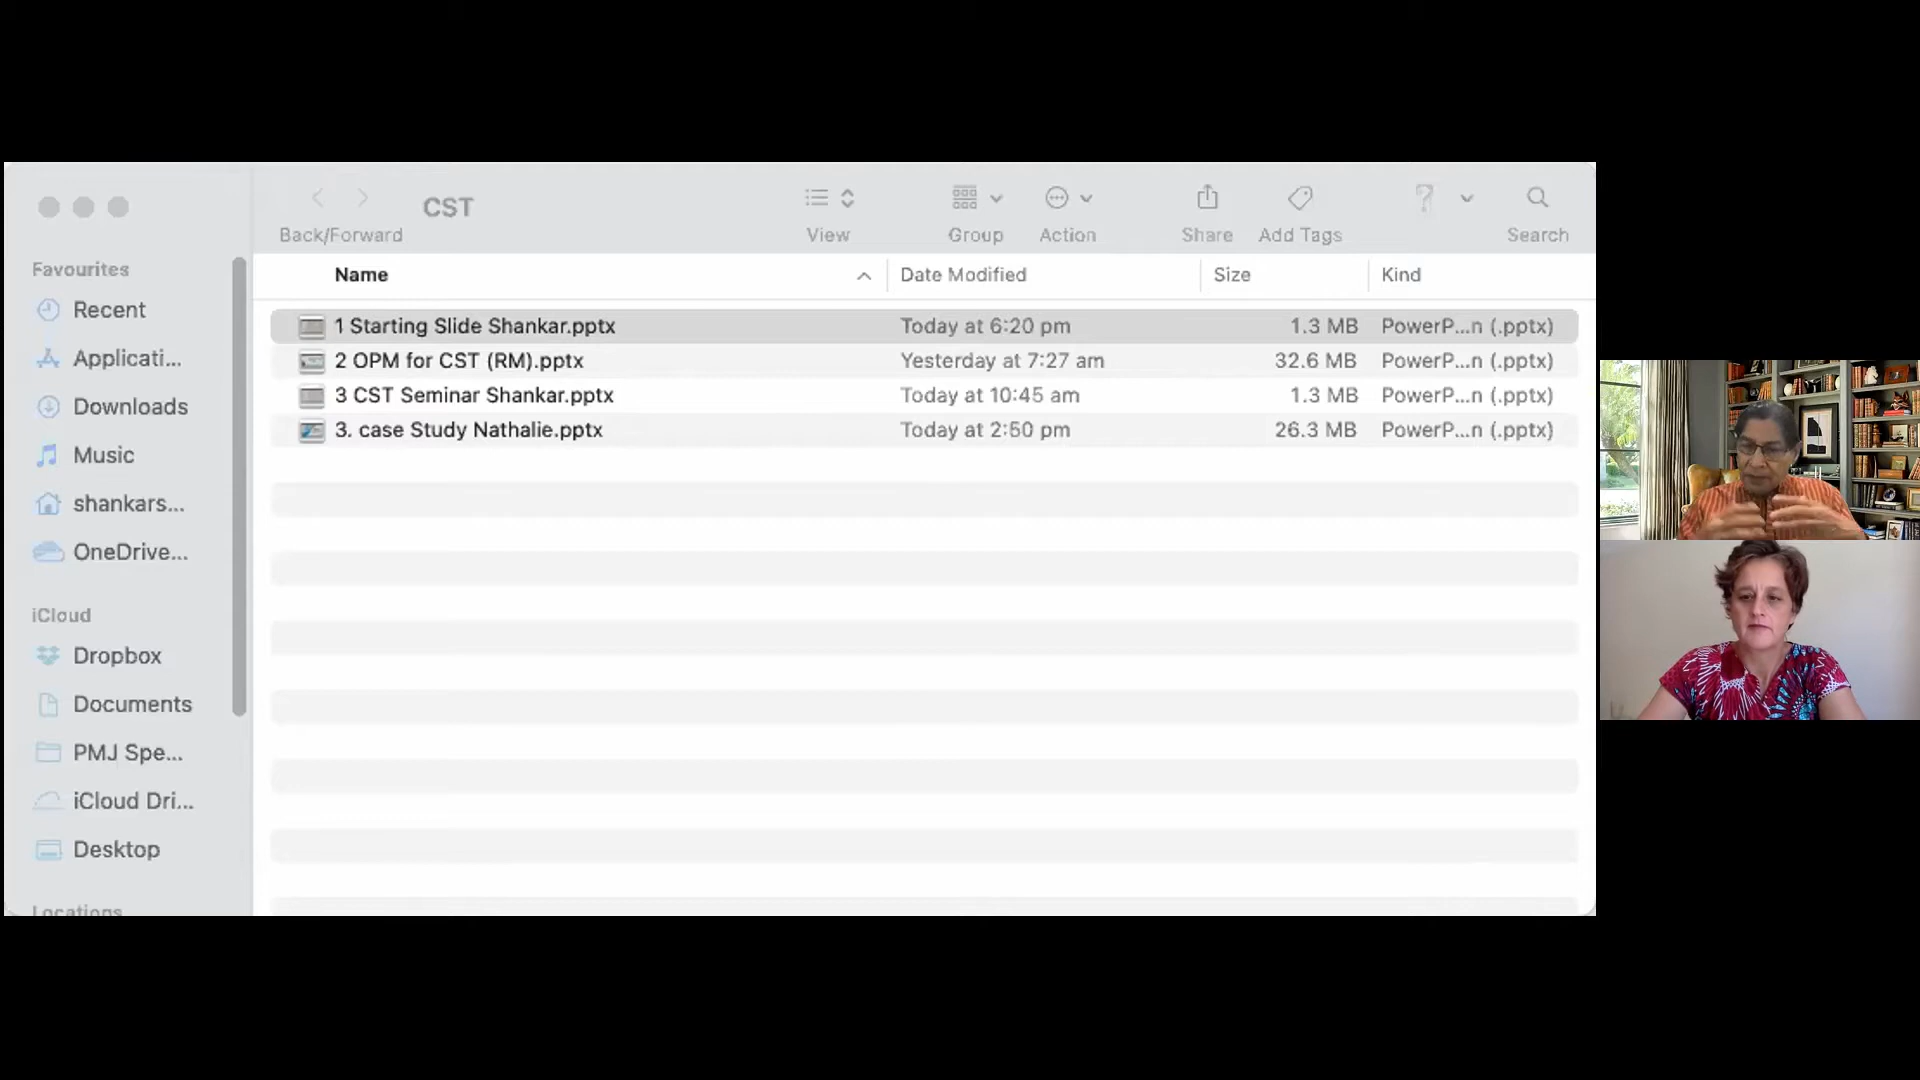 CST
Back/Forward
View
Group
Action
Share
Add Tags
Search
Favourites
Recent
Applicati...
Downloads
Music
shankars...
OneDrive...
iCloud
Dropbox
Documents
PMJ Spe...
iCloud Dri...
Desktop
Locations
Name Date Modified Size Kind
1 Starting Slide Shankar.pptx Today at 6:20 pm 1.3 MB PowerP...n (.pptx)
2 OPM for CST (RM).pptx Yesterday at 7:27 am 32.6 MB PowerP...n (.pptx)
3 CST Seminar Shankar.pptx Today at 10:45 am 1.3 MB PowerP...n (.pptx)
3. case Study Nathalie.pptx Today at 2:50 pm 26.3 MB PowerP...n (.pptx)